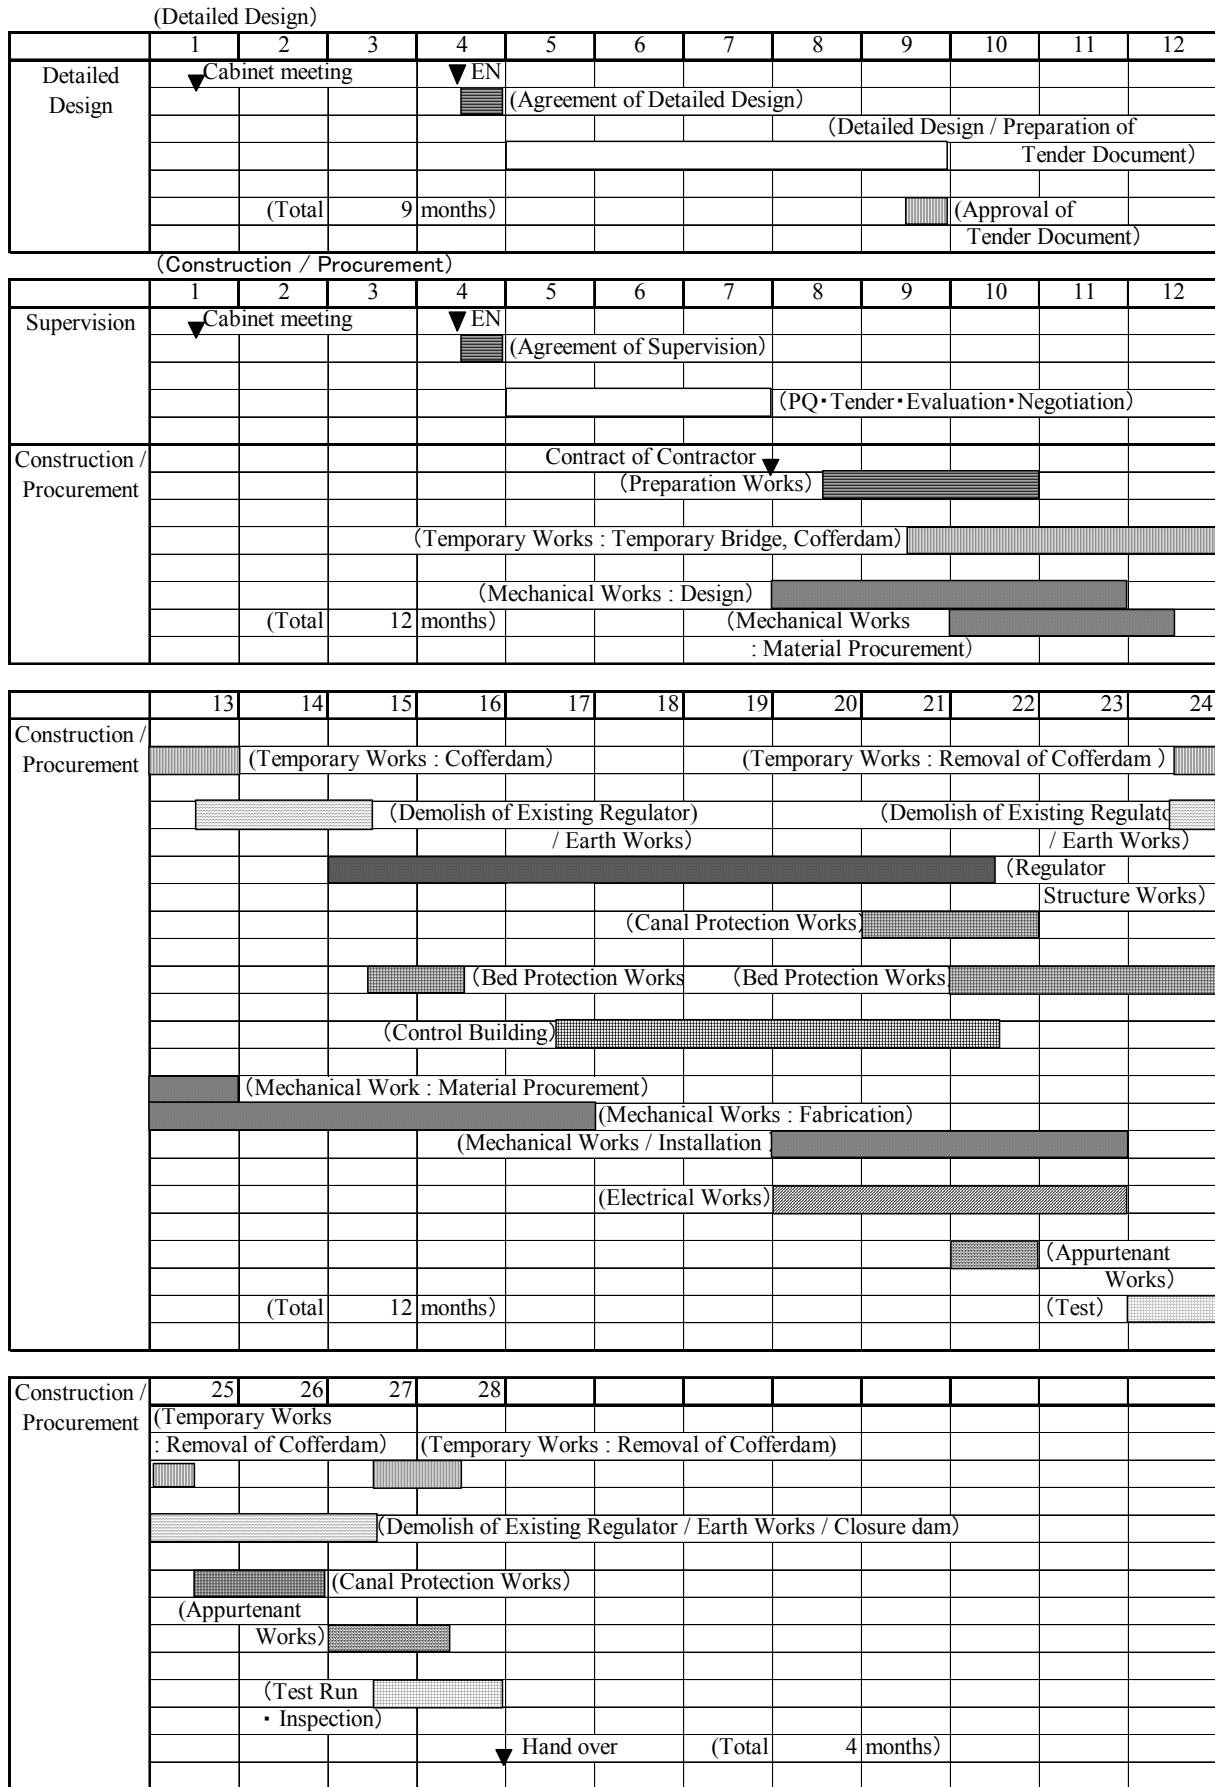 (Detailed Design)
1 2 3 4 5 6 7 8 9 10 11 12
Detailed Design
Cabinet meeting
EN
(Agreement of Detailed Design)
(Detailed Design / Preparation of
Tender Document)
(Total 9 months)
(Approval of
Tender Document)
(Construction / Procurement)
1 2 3 4 5 6 7 8 9 10 11 12
Supervision
Cabinet meeting
EN
(Agreement of Supervision)
(PQ・Tender・Evaluation・Negotiation)
Construction /
Procurement
Contract of Contractor
(Preparation Works)
(Temporary Works : Temporary Bridge, Cofferdam)
(Mechanical Works : Design)
(Total 12 months)
(Mechanical Works
: Material Procurement)
13 14 15 16 17 18 19 20 21 22 23 24
Construction /
Procurement
(Temporary Works : Cofferdam)
(Temporary Works : Removal of Cofferdam )
(Demolish of Existing Regulator)
(Demolish of Existing Regulato
/ Earth Works)
/ Earth Works)
(Regulator
Structure Works)
(Canal Protection Works)
(Bed Protection Works
(Bed Protection Works
(Control Building)
(Mechanical Work : Material Procurement)
(Mechanical Works : Fabrication)
(Mechanical Works / Installation
(Electrical Works)
(Appurtenant
Works)
(Total 12 months)
(Test)
Construction /
Procurement
25 26 27 28
(Temporary Works
: Removal of Cofferdam)
(Temporary Works : Removal of Cofferdam)
(Demolish of Existing Regulator / Earth Works / Closure dam)
(Canal Protection Works)
(Appurtenant
Works)
(Test Run
・ Inspection)
Hand over
(Total 4 months)